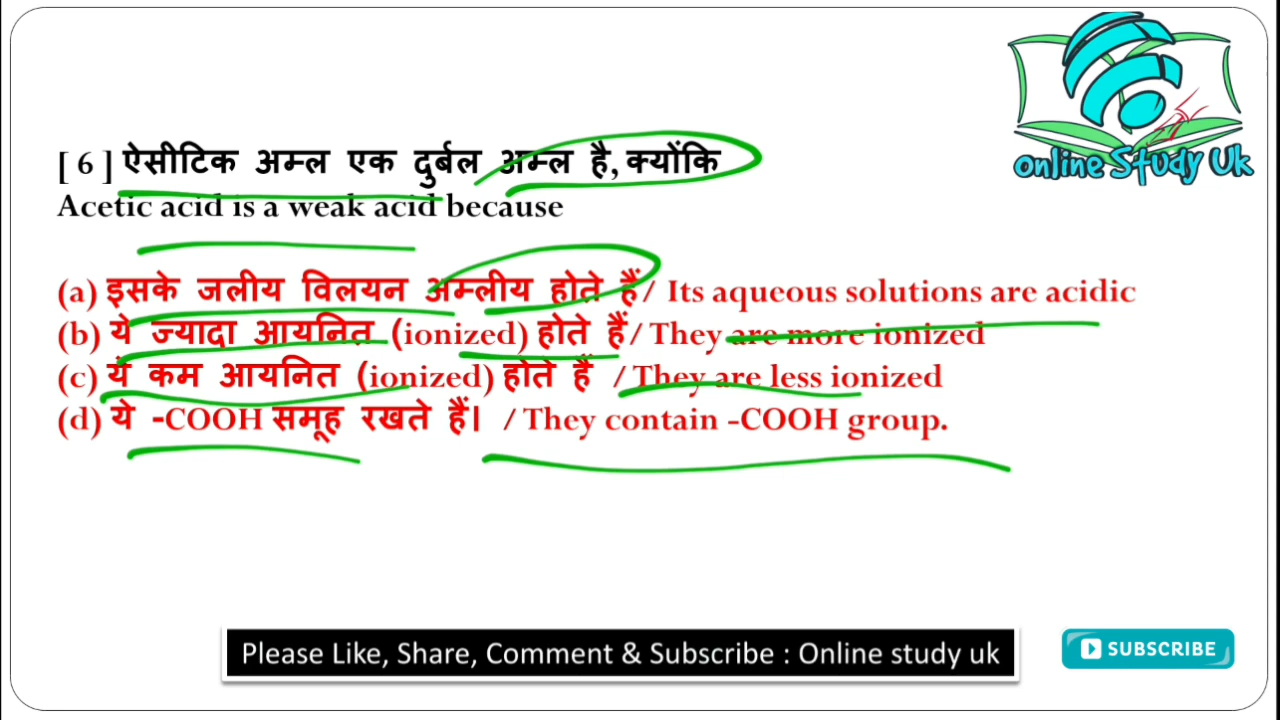 onlineStudy Uk
[ 6 ] ऐसीटिक अम्ल एक दुर्बल अम्ल है, क्योंकि
Acetic acid is a weak acid because
(a) इसके जलीय विलयन अम्लीय होते हैं/ Its aqueous solutions are acidic
(b) ये ज्यादा आयनित (ionized) होते हैं/ They are more ionized
(c) ये कम आयनित (ionized) होते हैं /They are less ionized
(d) ये -COOH समूह रखते हैं। /They contain -COOH group.
Please Like, Share, Comment & Subscribe : Online study uk
SUBSCRIBE